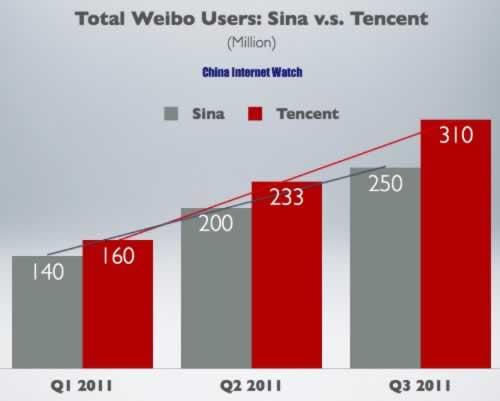 Total Weibo Users: Sina v.s. Tencent
(Million)
China Internet Watch
Sina Tencent
140 160 200 233 250 310
Q1 2011 Q2 2011 Q3 2011